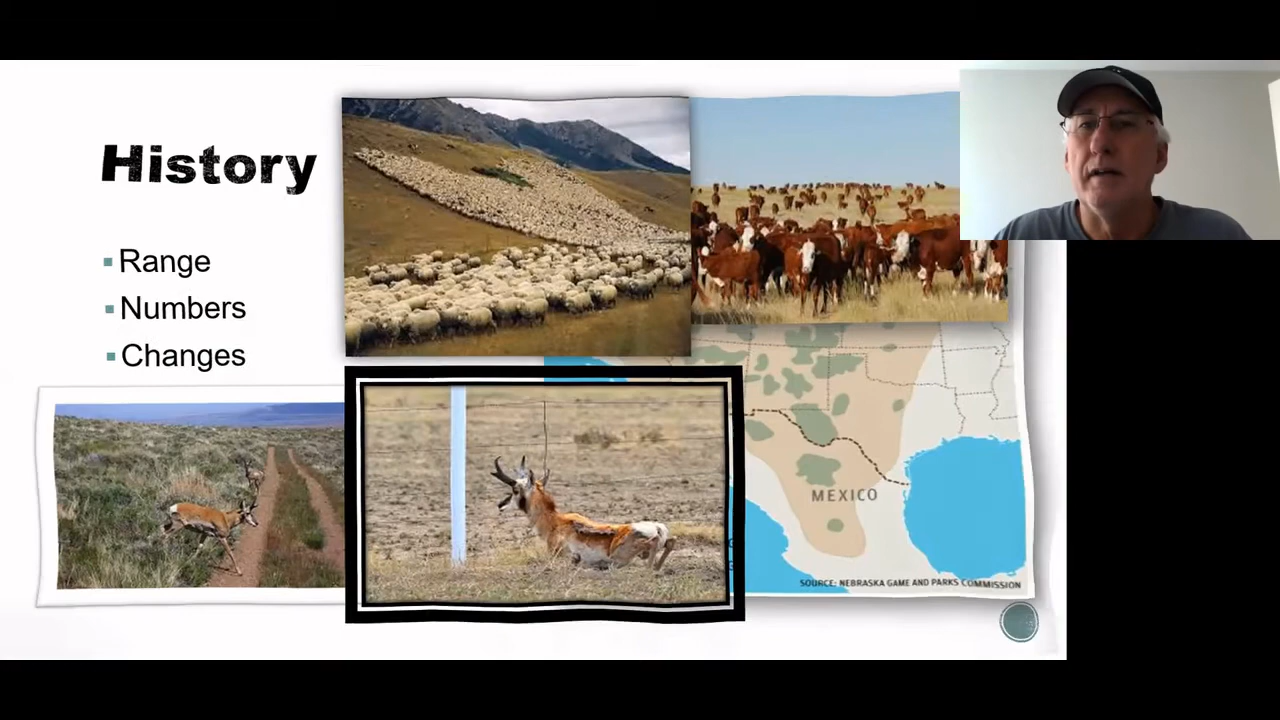 History
Range
Numbers
Changes
MEXICO
SOURCE: NEBRASKA GAME AND PARKS COMMISSION